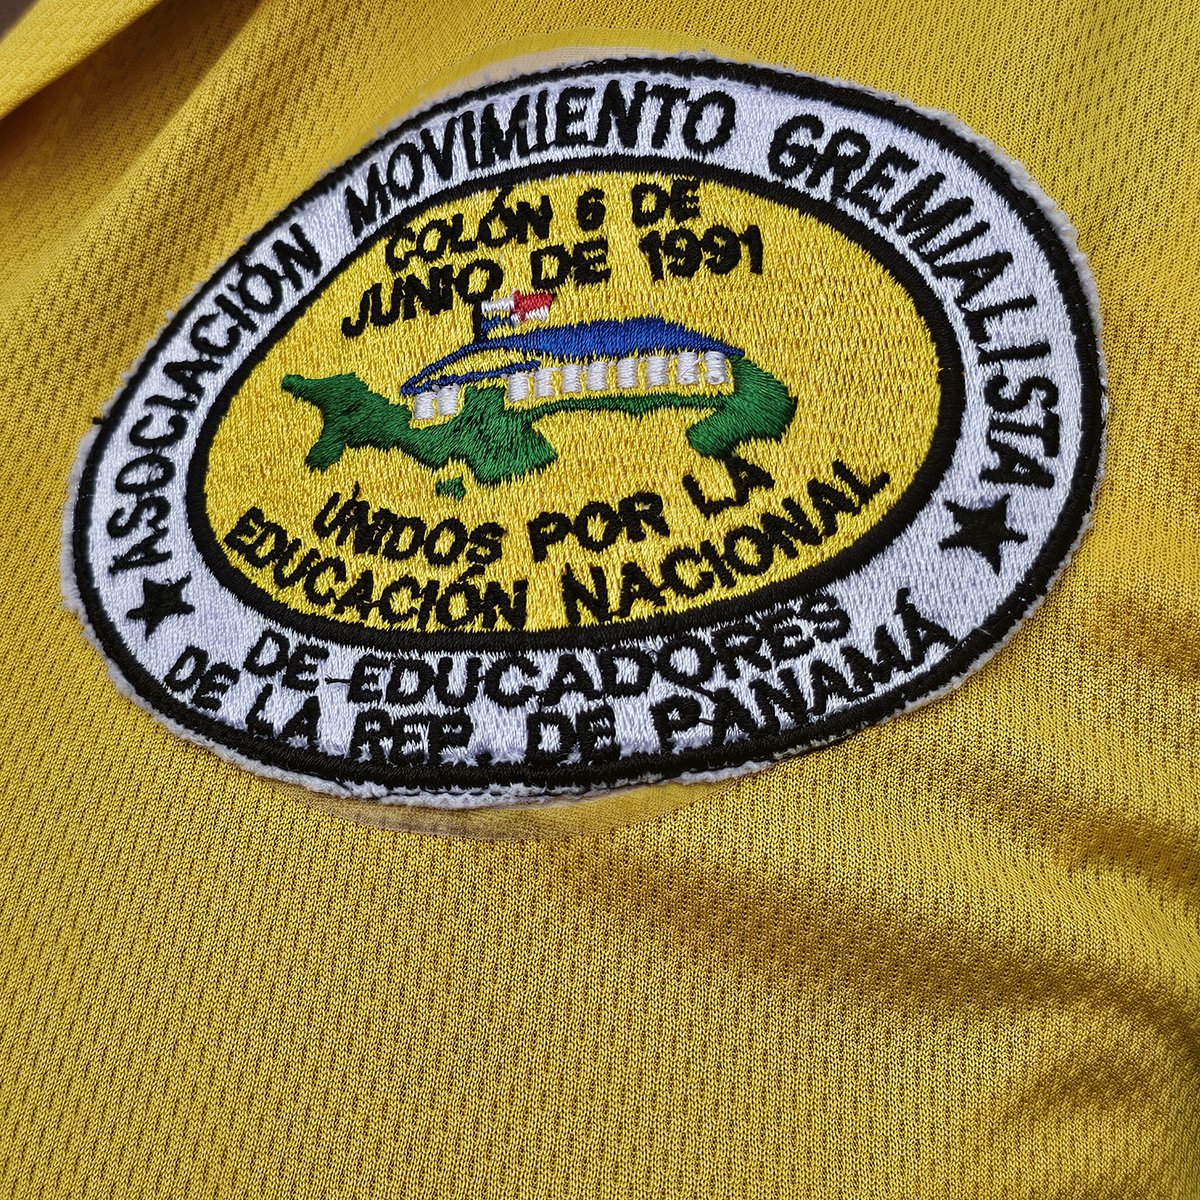 ASOCIACIÓN MOVIMIENTO GREMIALISTA
COLÓN 6 DE
JUNIO DE 1991
UNIDOS POR LA
EDUCACIÓN NACIONAL
DE EDUCADORES
DE LA REP. DE PANAMÁ